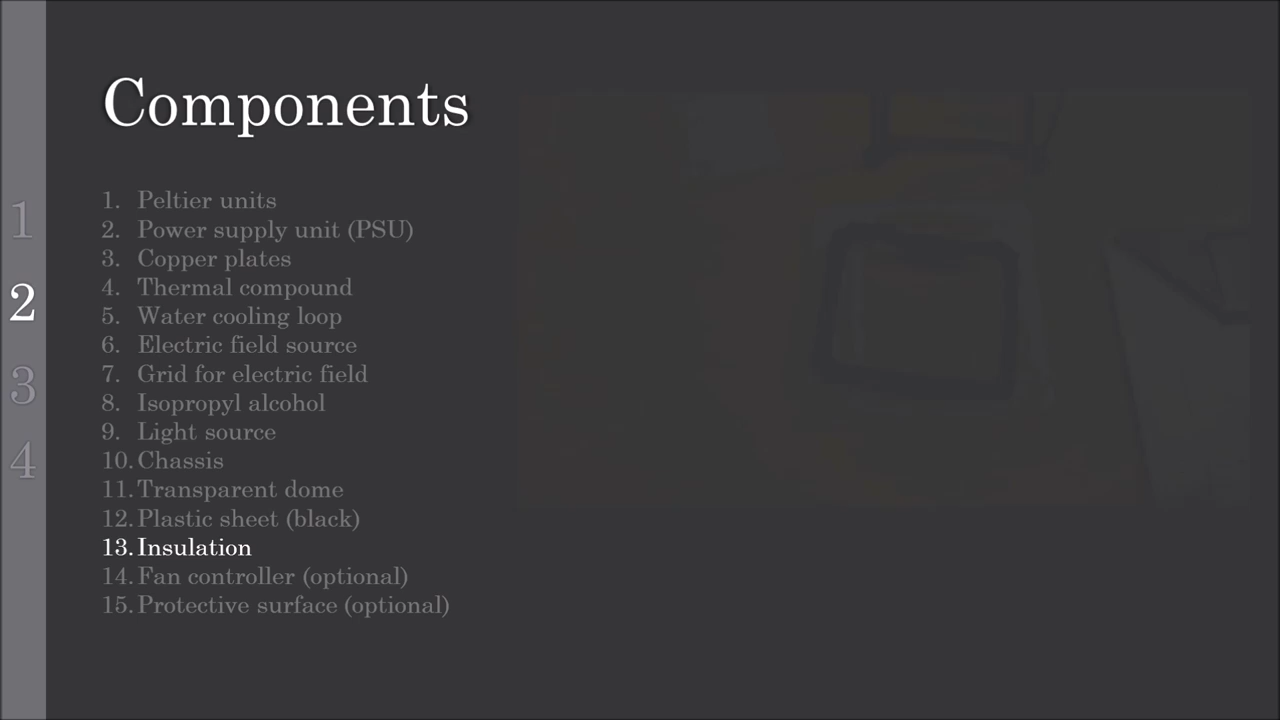 Components
1. Peltier units
2. Power supply unit (PSU)
3. Copper plates
4. Thermal compound
5. Water cooling loop
6. Electric field source
7. Grid for electric field
8. Isopropyl alcohol
9. Light source
10. Chassis
11. Transparent dome
12. Plastic sheet (black)
13. Insulation
14. Fan controller (optional)
15. Protective surface (optional)
1
2
3
4